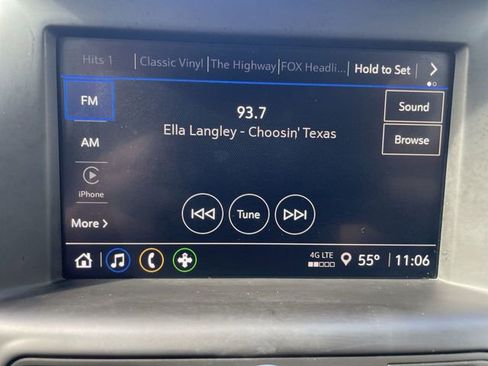 Hits 1 Classic Vinyl The Highway FOX Headli... Hold to Set >
FM
93.7
Sound
Ella Langley - Choosin' Texas
Browse
AM
iPhone
More >
Tune
4G LTE
55° 11:06